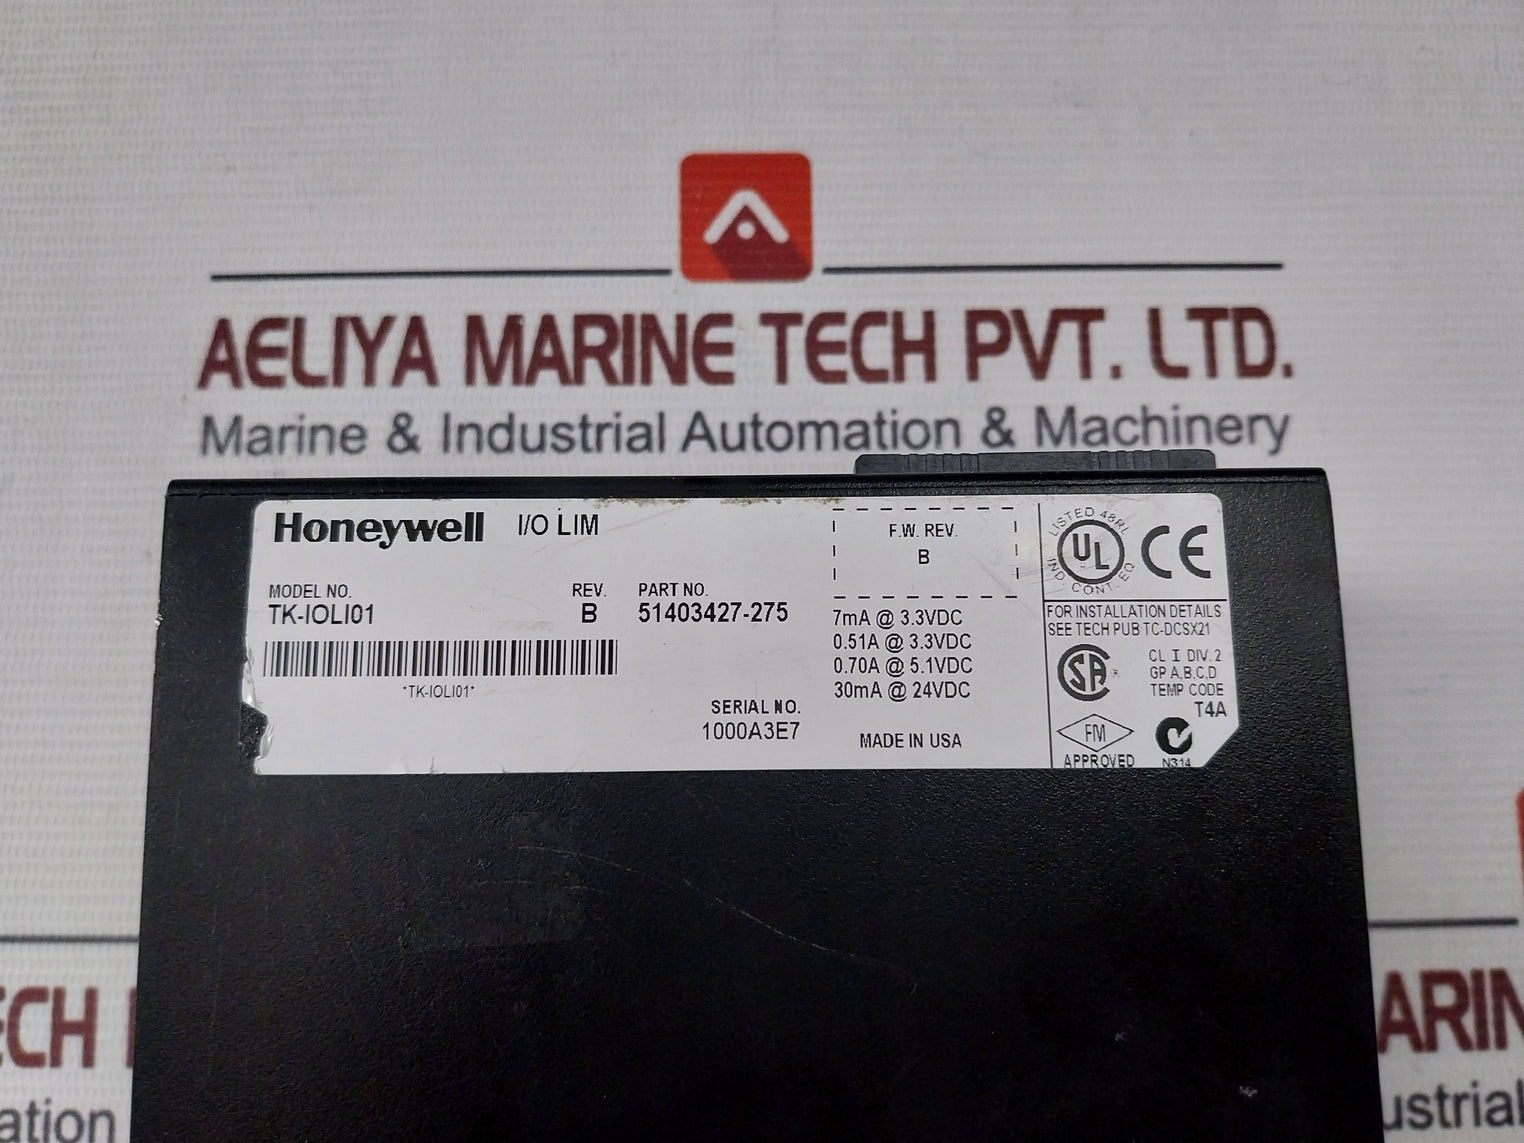 AELIYA MARINE TECH PVT. LTD.
Marine & Industrial Automation & Machinery
Honeywell I/O LIM
MODEL NO. REV. PART NO.
TK-IOLI01 B 51403427-275
*TK-IOLI01*
SERIAL NO.
1000A3E7
F.W. REV.
B
7mA @ 3.3VDC
0.51A @ 3.3VDC
0.70A @ 5.1VDC
30mA @ 24VDC
MADE IN USA
LISTED 48RL
UL CE
IND. CONT. EQ
FOR INSTALLATION DETAILS
SEE TECH PUB TC-DCSX21
SA ®
CL I DIV. 2
GP A,B,C,D
TEMP CODE
T4A
FM
APPROVED N314
ECH
ARIN
ation
ustrial